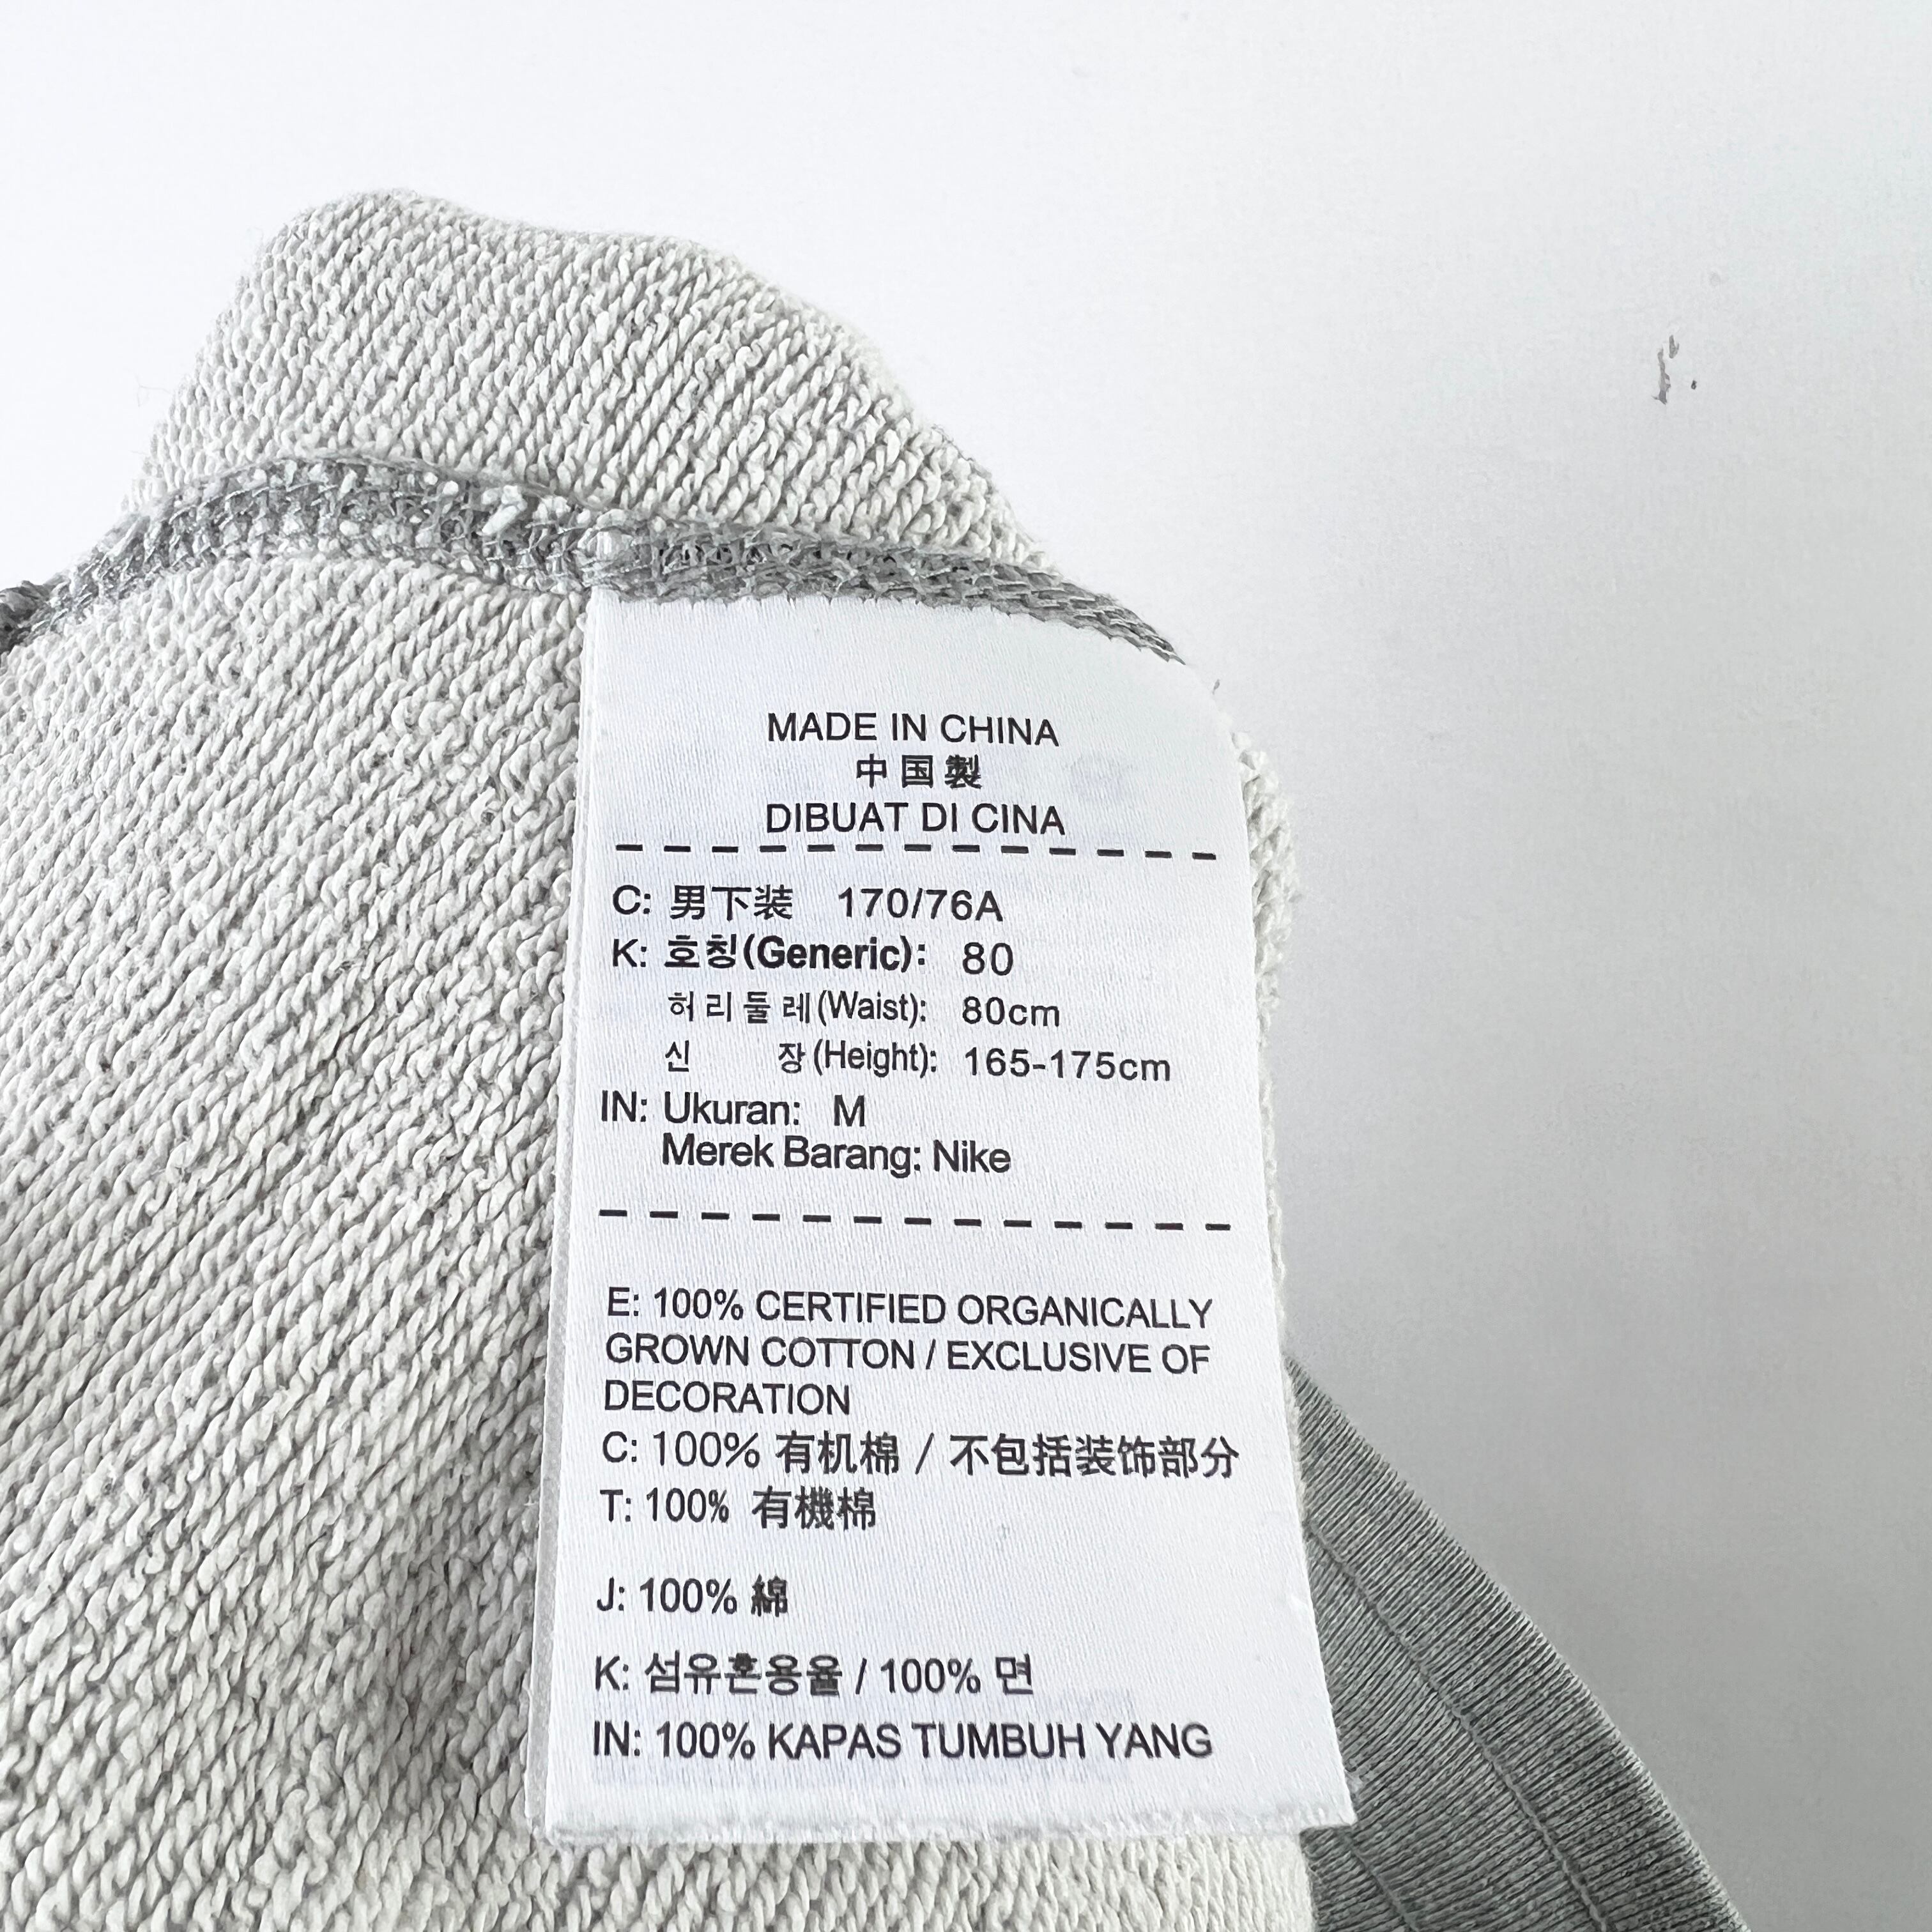 MADE IN CHINA
中国製
DIBUAT DI CINA
C: 男下装 170/76A
K: 호칭(Generic): 80
허리둘레(Waist): 80cm
신 장(Height): 165-175cm
IN: Ukuran: M
Merek Barang: Nike
E: 100% CERTIFIED ORGANICALLY
GROWN COTTON / EXCLUSIVE OF
DECORATION
C: 100% 有机棉 / 不包括装饰部分
T: 100% 有機棉
J: 100% 綿
K: 섬유혼용율 / 100% 면
IN: 100% KAPAS TUMBUH YANG